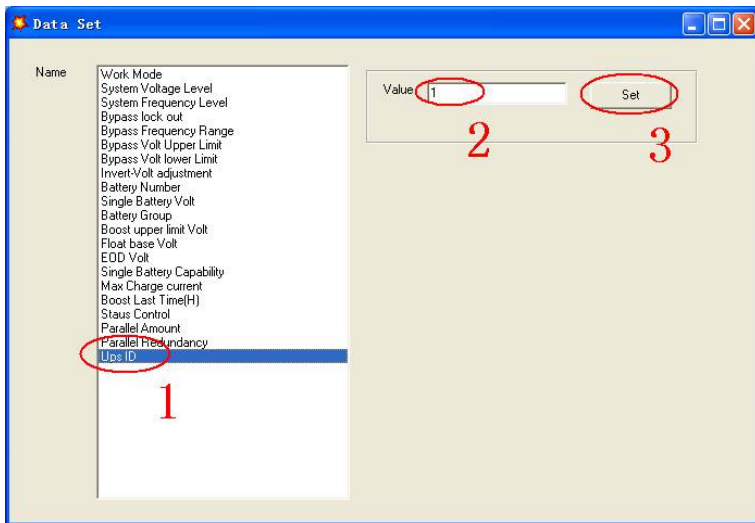 Data Set
Name
Work Mode
System Voltage Level
System Frequency Level
Bypass lock out
Bypass Frequency Range
Bypass Volt Upper Limit
Bypass Volt lower Limit
Invert-Volt adjustment
Battery Number
Single Battery Volt
Battery Group
Boost upper limit Volt
Float base Volt
EOD Volt
Single Battery Capability
Max Charge current
Boost Last Time(H)
Staus Control
Parallel Amount
Parallel Redundancy
Ups ID
1
Value
1
Set
2
3